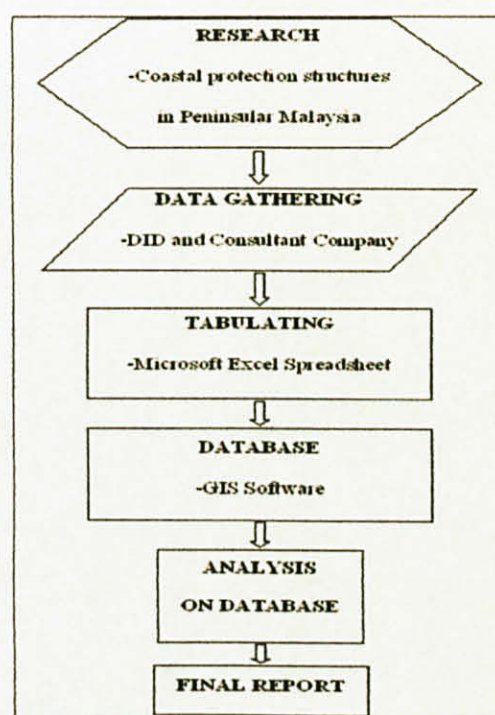 RESEARCH
-Coastal protection structures
in Peninsular Malaysia
DATA GATHERING
-DID and Consultant Company
TABULATING
-Microsoft Excel Spreadsheet
DATABASE
-GIS Software
ANALYSIS
ON DATABASE
FINAL REPORT